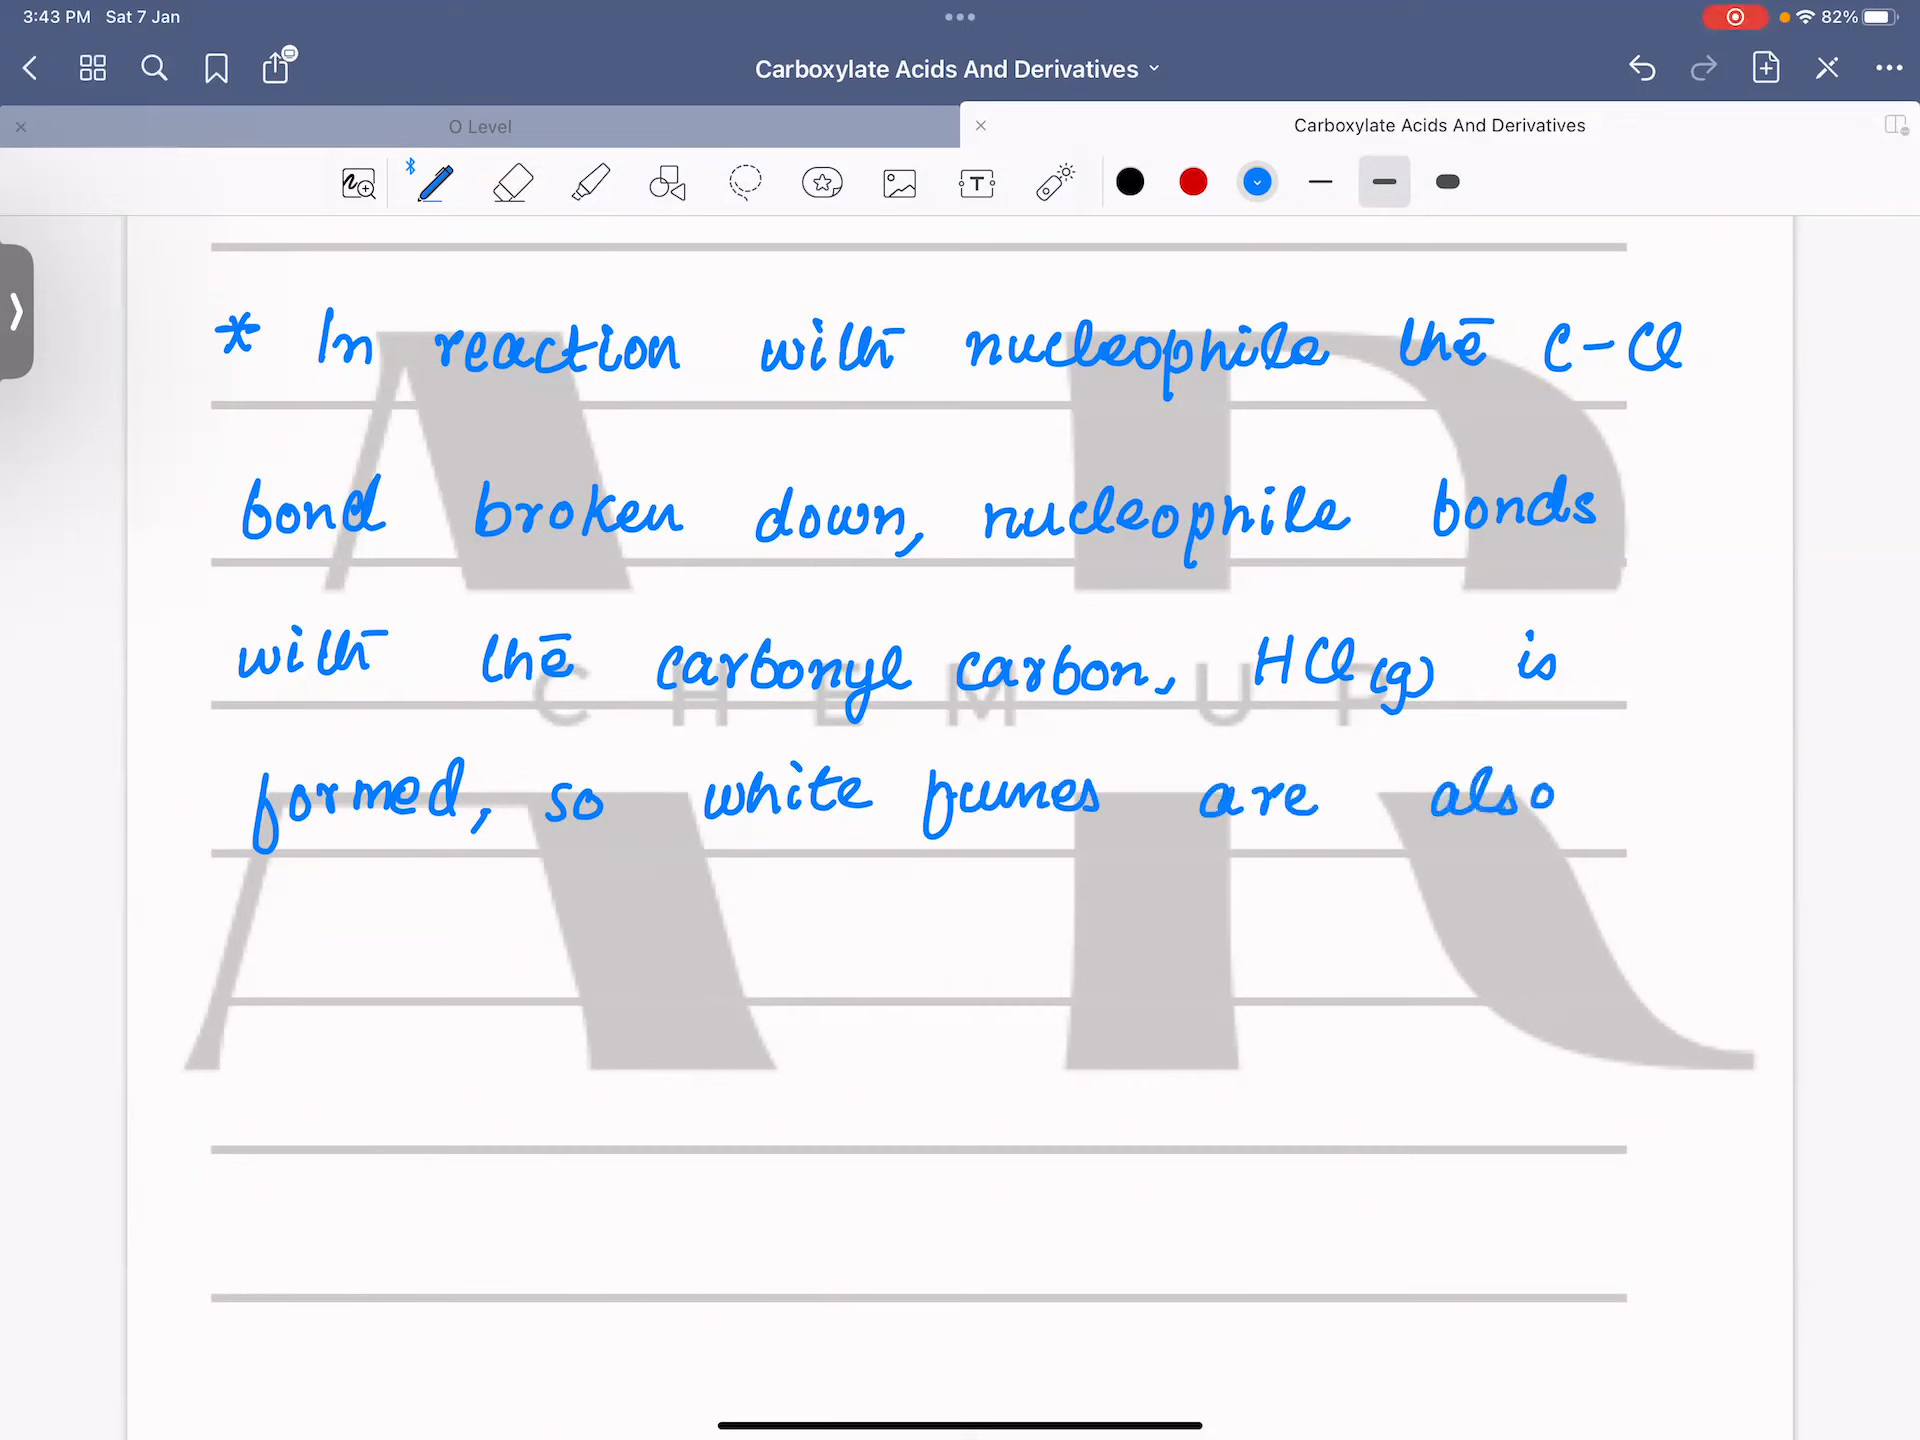 3:43 PM Sat 7 Jan
82%
Carboxylate Acids And Derivatives
O Level
Carboxylate Acids And Derivatives
T
* In reaction with nucleophile the C-Cl
bond broken down, nucleophile bonds
with the carbonyl carbon, HCl(g) is
formed, so white fumes are also
A R
CHEM UP
A R